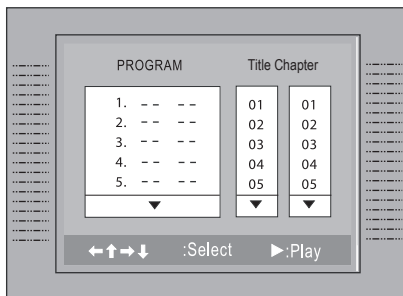 PROGRAM Title Chapter
1. -- -- 01 01
2. -- -- 02 02
3. -- -- 03 03
4. -- -- 04 04
5. -- -- 05 05
▼ ▼ ▼
←↑→↓ :Select ▶:Play